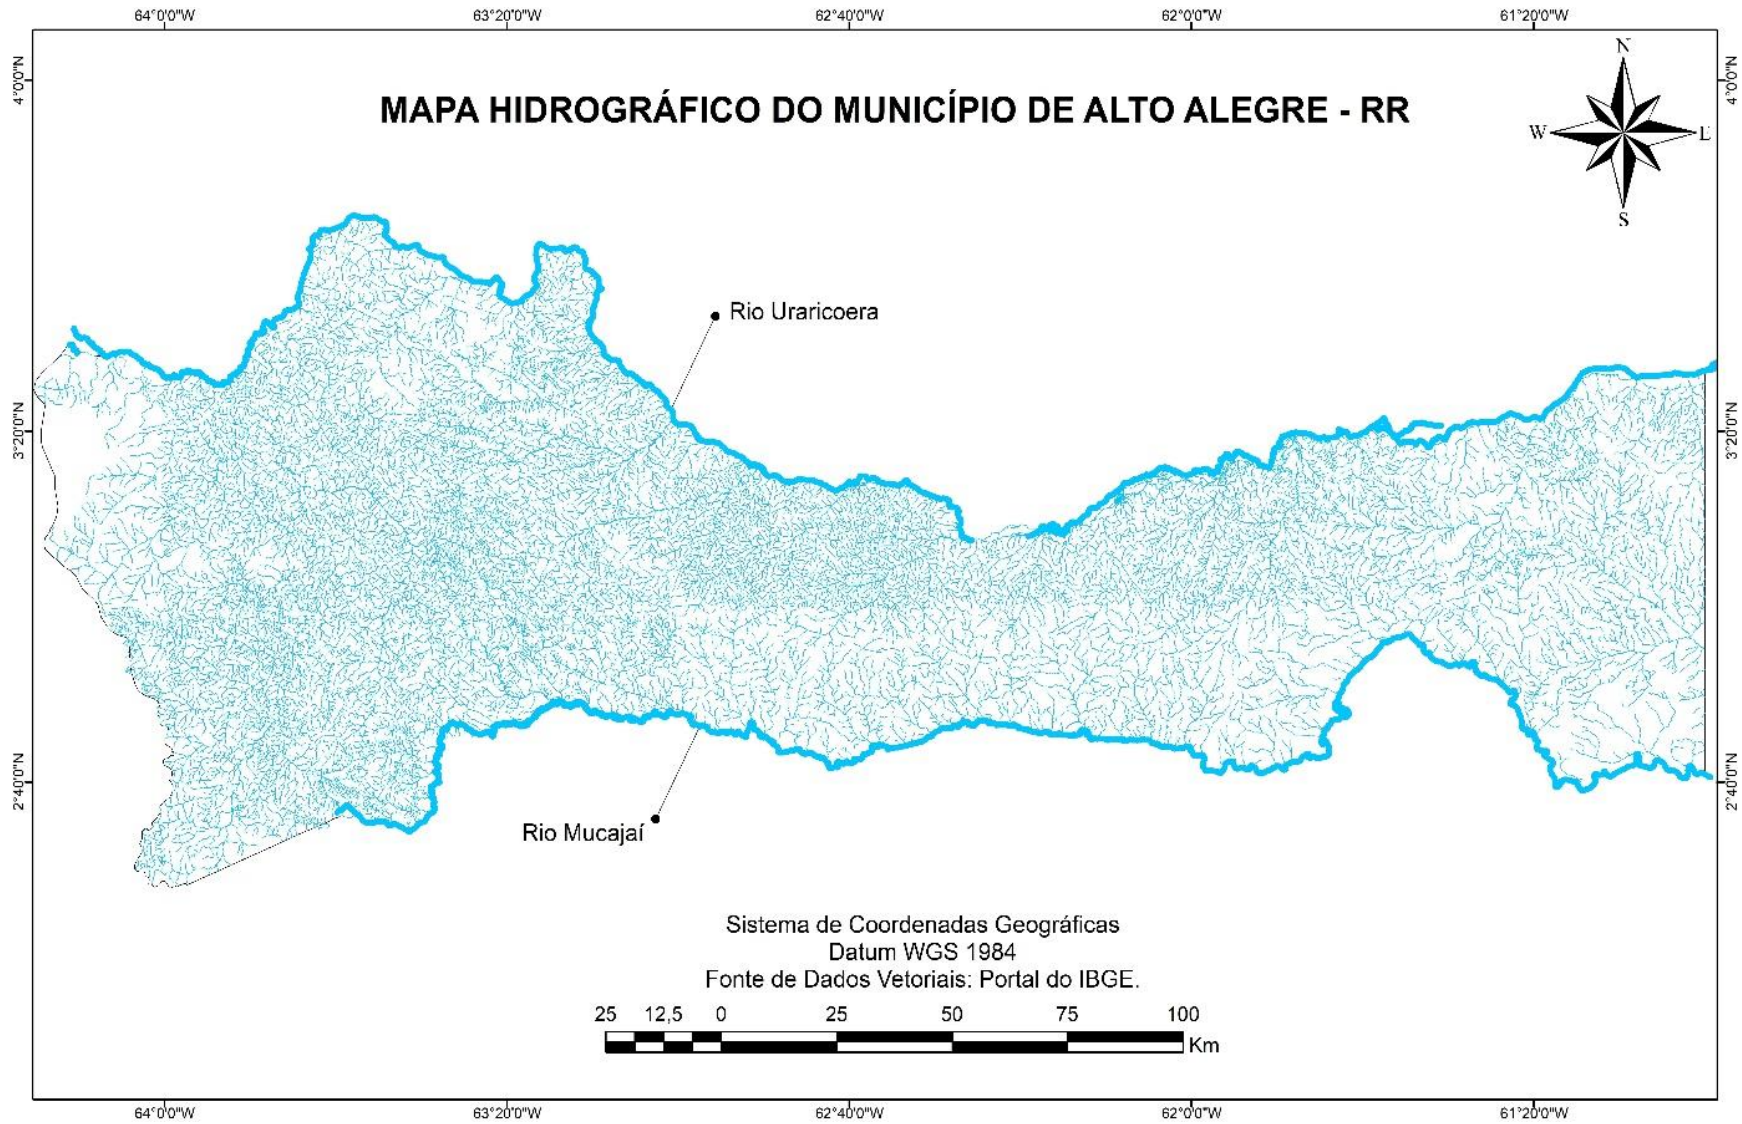 64°0'0"W 63°20'0"W 62°40'0"W 62°0'0"W 61°20'0"W
N
4°0'0"N 4°0'0"N
MAPA HIDROGRÁFICO DO MUNICÍPIO DE ALTO ALEGRE - RR
W E
S
Rio Uraricoera
3°20'0"N 3°20'0"N
2°40'0"N 2°40'0"N
Rio Mucajaí
Sistema de Coordenadas Geográficas
Datum WGS 1984
Fonte de Dados Vetoriais: Portal do IBGE.
25 12,5 0 25 50 75 100
Km
64°0'0"W 63°20'0"W 62°40'0"W 62°0'0"W 61°20'0"W